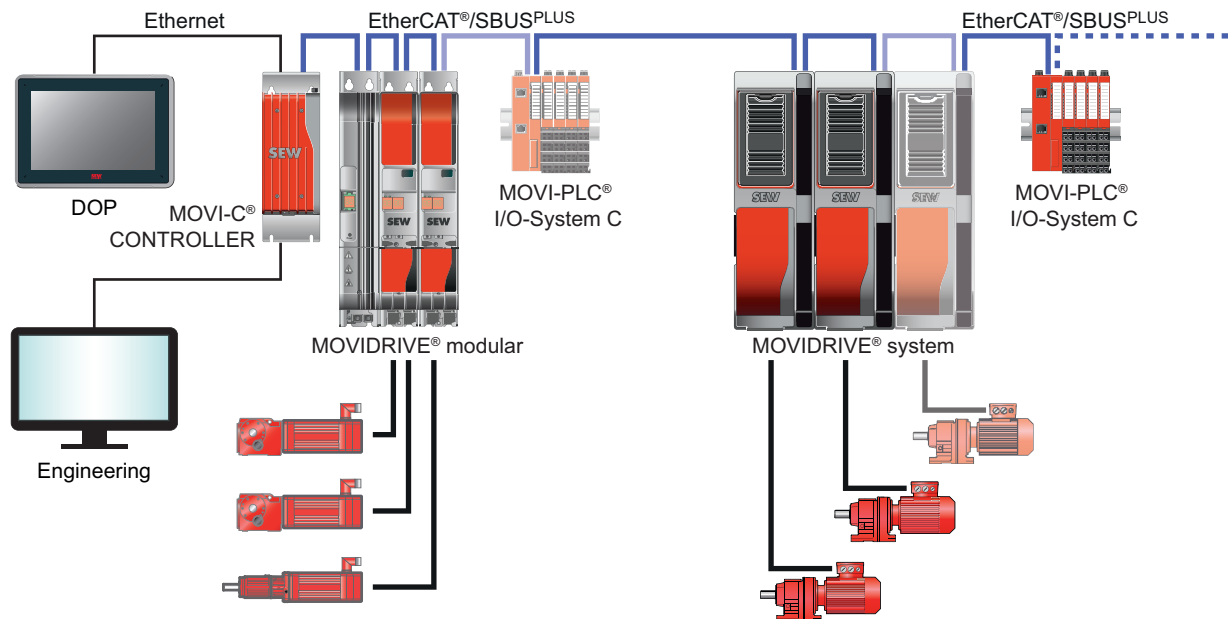 Ethernet
EtherCAT®/SBUSPLUS
EtherCAT®/SBUSPLUS
SEW
SEW
SEW
SEW
SEW
SEW
DOP
MOVI-C®
CONTROLLER
MOVI-PLC®
I/O-System C
MOVI-PLC®
I/O-System C
MOVIDRIVE® modular
MOVIDRIVE® system
Engineering